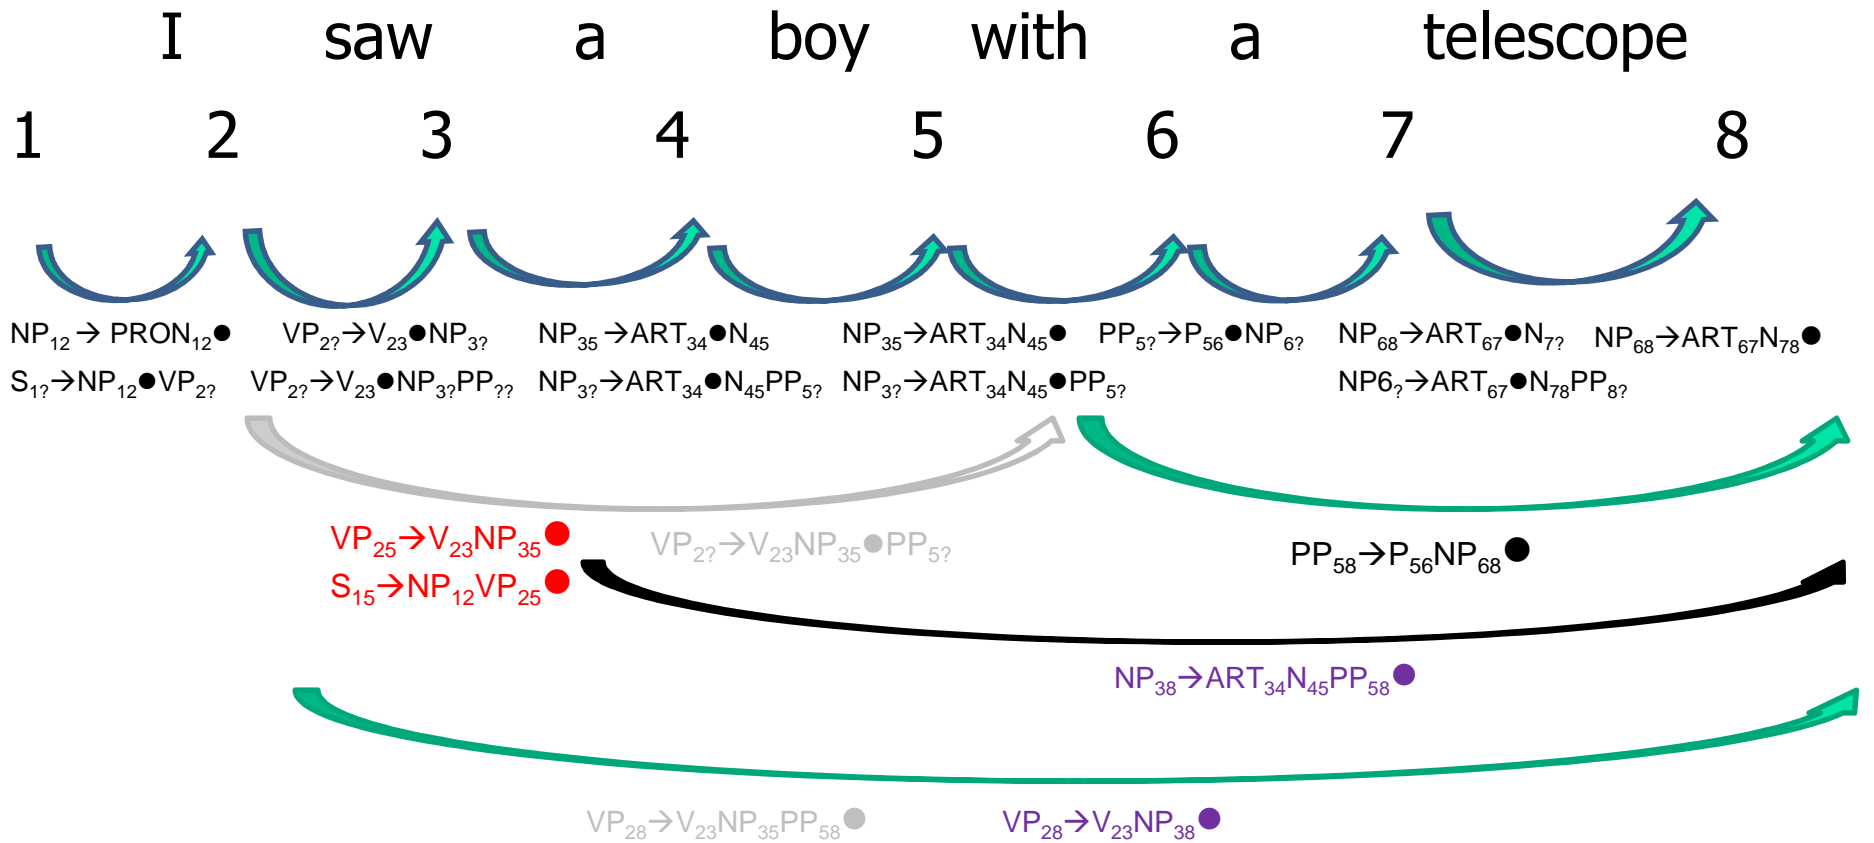 I saw a boy with a telescope
1 2 3 4 5 6 7 8
NP₁₂ → PRON₁₂● VP₂?→V₂₃●NP₃? NP₃₅ →ART₃₄●N₄₅ NP₃₅→ART₃₄N₄₅● PP₅?→P₅₆●NP₆? NP₆₈→ART₆₇●N₇? NP₆₈→ART₆₇N₇₈●
S₁?→NP₁₂●VP₂? VP₂?→V₂₃●NP₃?PP?? NP₃?→ART₃₄●N₄₅PP₅? NP₃?→ART₃₄N₄₅●PP₅? NP6?→ART₆₇●N₇₈PP₈?
VP₂₅→V₂₃NP₃₅● VP₂?→V₂₃NP₃₅●PP₅? PP₅₈→P₅₆NP₆₈●
S₁₅→NP₁₂VP₂₅●
NP₃₈→ART₃₄N₄₅PP₅₈●
VP₂₈→V₂₃NP₃₅PP₅₈● VP₂₈→V₂₃NP₃₈●